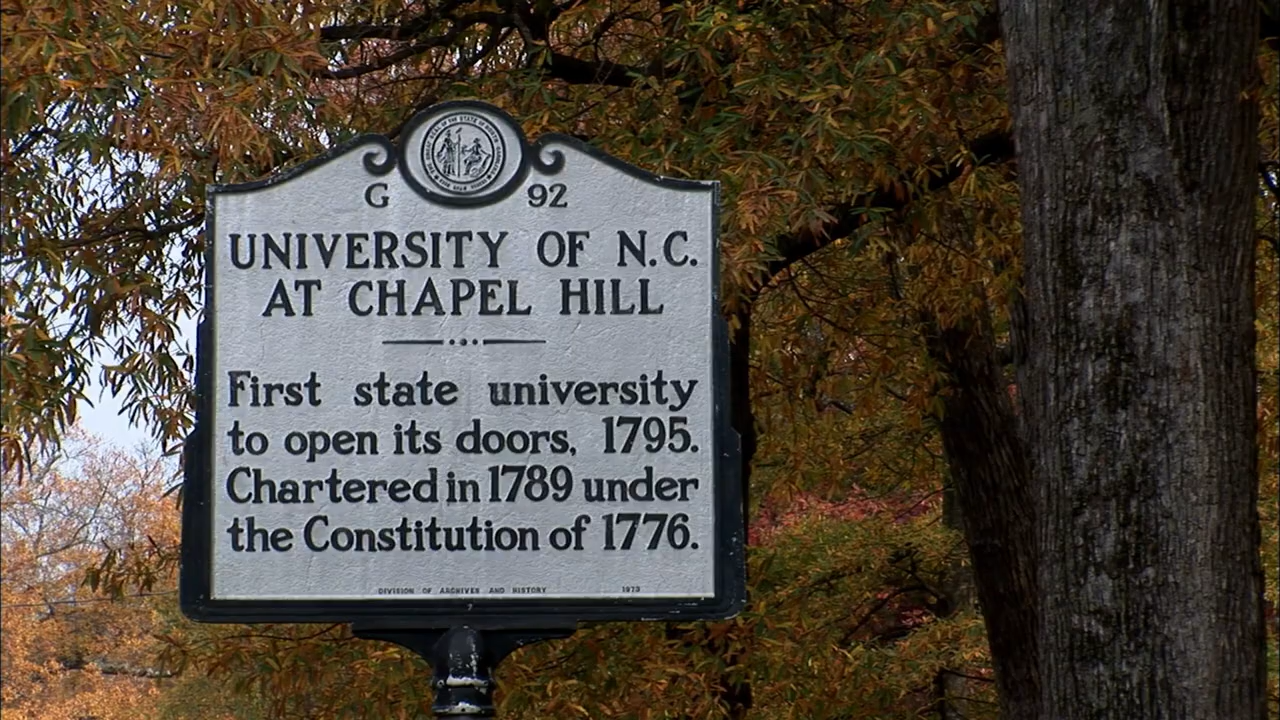 G 92
UNIVERSITY OF N.C.
AT CHAPEL HILL
First state university
to open its doors, 1795.
Chartered in 1789 under
the Constitution of 1776.
DIVISION OF ARCHIVES AND HISTORY 1973